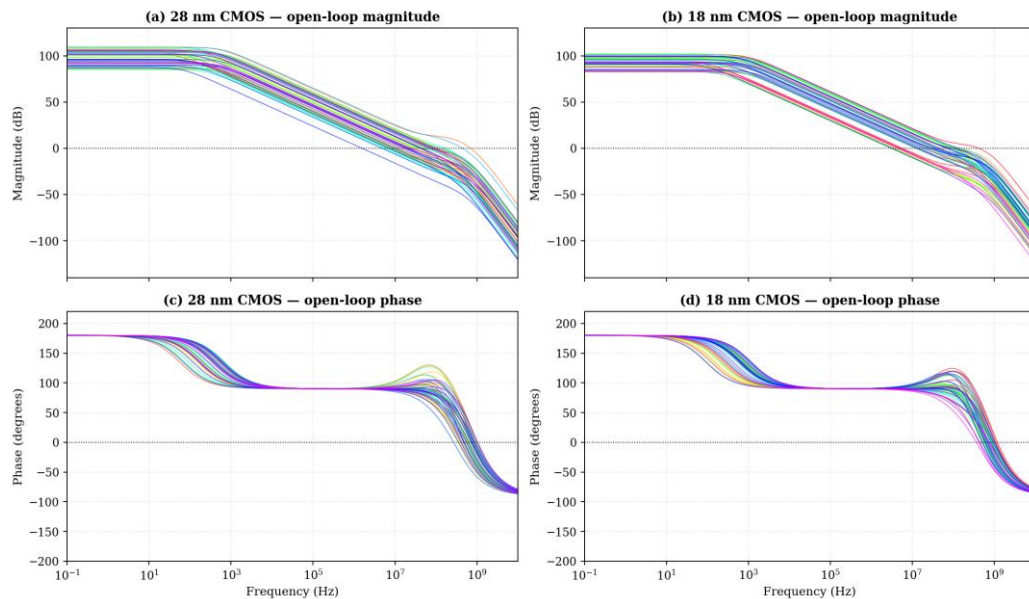 (a) 28 nm CMOS — open-loop magnitude
(b) 18 nm CMOS — open-loop magnitude
Magnitude (dB)
100
50
0
−50
−100
Magnitude (dB)
100
50
0
−50
−100
(c) 28 nm CMOS — open-loop phase
(d) 18 nm CMOS — open-loop phase
Phase (degrees)
200
150
100
50
0
−50
−100
−150
−200
Phase (degrees)
200
150
100
50
0
−50
−100
−150
−200
10⁻¹ 10¹ 10³ 10⁵ 10⁷ 10⁹
10⁻¹ 10¹ 10³ 10⁵ 10⁷ 10⁹
Frequency (Hz)
Frequency (Hz)